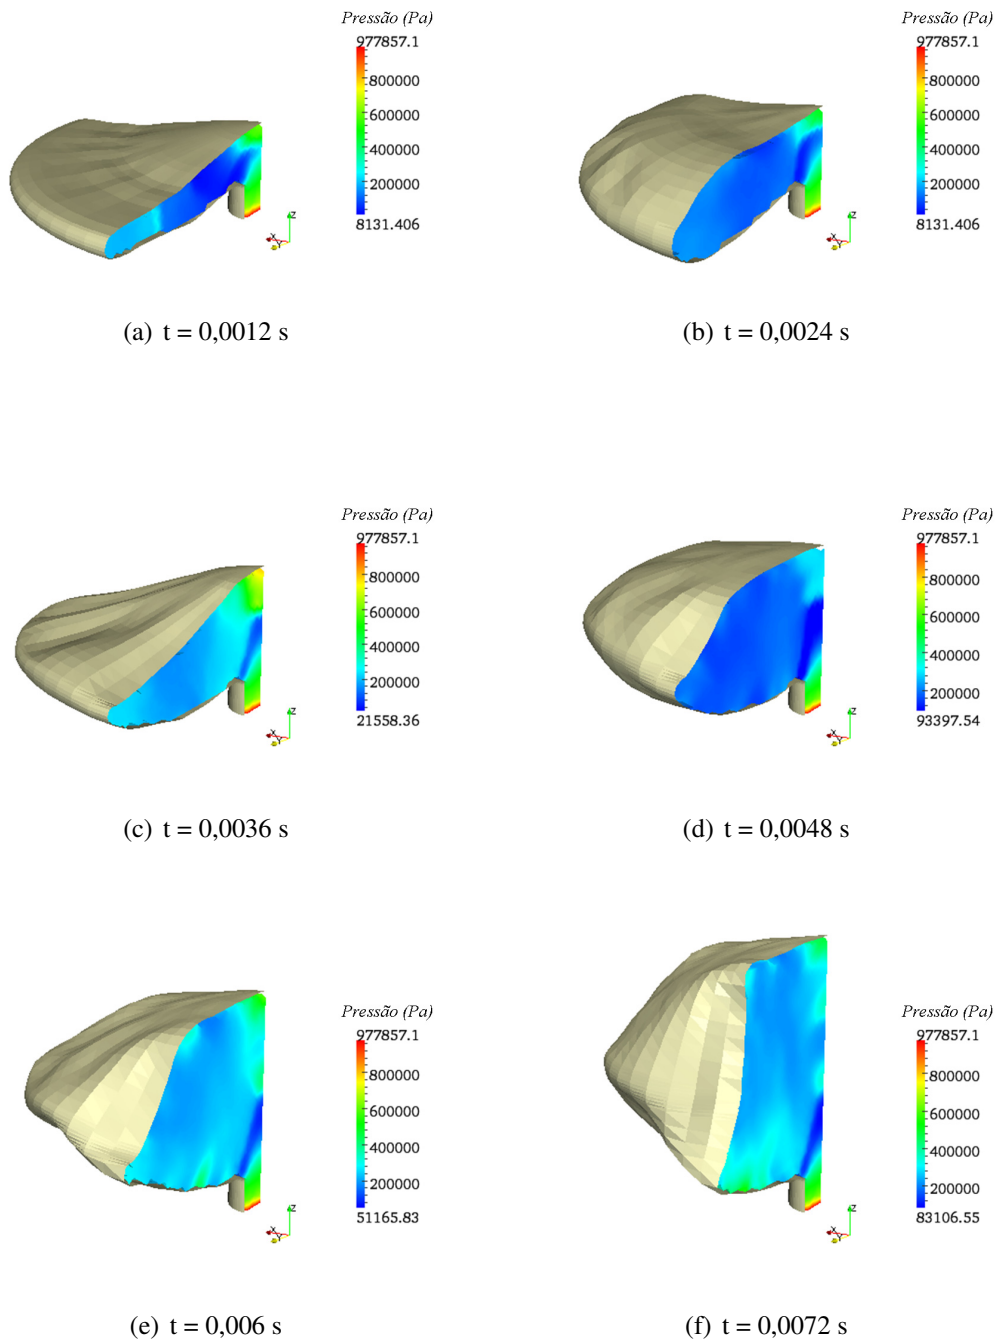 Pressão (Pa)
977857.1
800000
600000
400000
200000
8131.406
Z
X
Y
(a) t = 0,0012 s
Pressão (Pa)
977857.1
800000
600000
400000
200000
8131.406
Z
X
Y
(b) t = 0,0024 s
Pressão (Pa)
977857.1
800000
600000
400000
200000
21558.36
Z
X
Y
(c) t = 0,0036 s
Pressão (Pa)
977857.1
800000
600000
400000
200000
93397.54
Z
X
Y
(d) t = 0,0048 s
Pressão (Pa)
977857.1
800000
600000
400000
200000
51165.83
Z
X
Y
(e) t = 0,006 s
Pressão (Pa)
977857.1
800000
600000
400000
200000
83106.55
Z
X
Y
(f) t = 0,0072 s